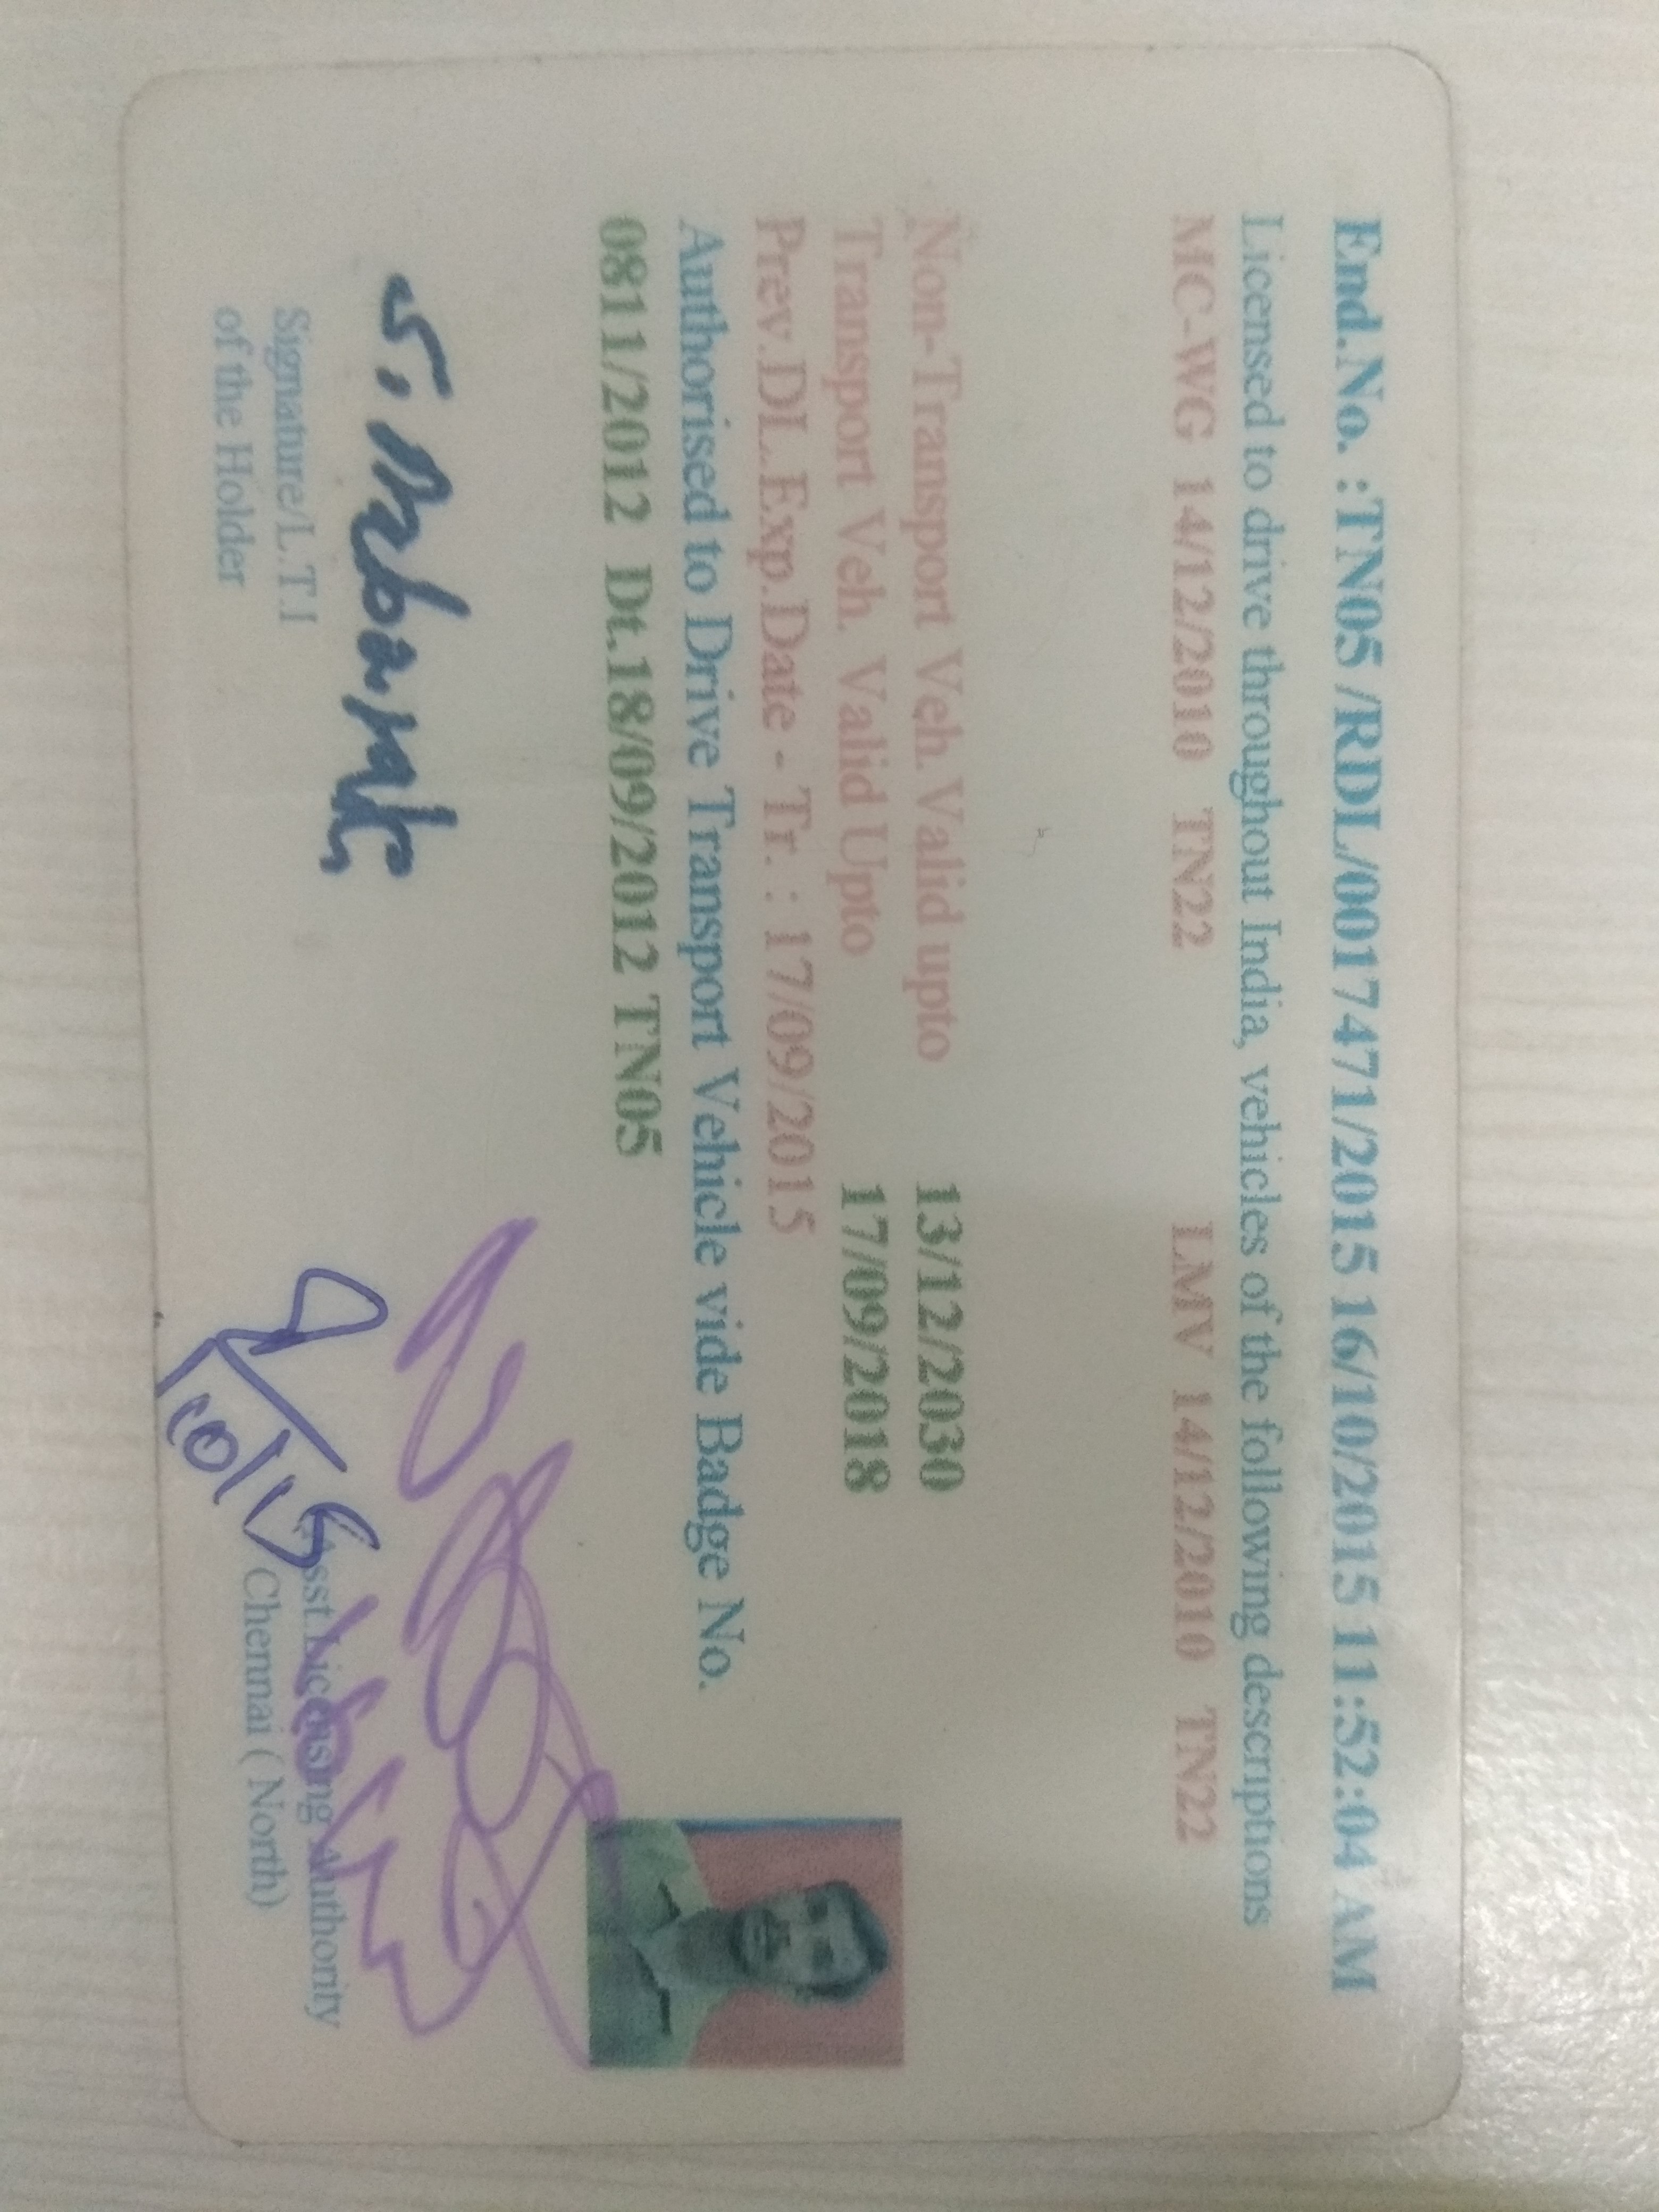 End.No. :TN05 /RDL/0017471/2015 16/10/2015 11:52:04 AM
Licensed to drive throughout India, vehicles of the following descriptions
MC-WG 14/12/2010 TN22 LMV 14/12/2010 TN22
Non-Transport Veh.Valid upto 13/12/2030
Transport Veh. Valid Upto 17/09/2018
Prev.DL.Exp.Date - Tr. : 17/09/2015
Authorised to Drive Transport Vehicle vide Badge No.
0811/2012 Dt.18/09/2012 TN05
Signature/L.T.I
of the Holder
Asst.Licensing Authority
Chennai ( North)